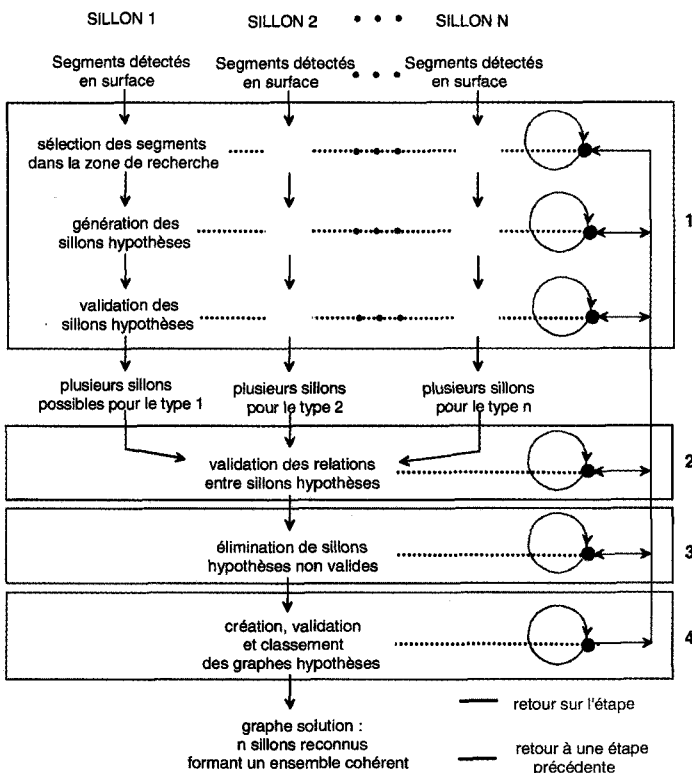 SILLON 1 SILLON 2 • • • SILLON N
Segments détectés en surface
Segments détectés en surface
• • •
Segments détectés en surface
sélection des segments
dans la zone de recherche
génération des
sillons hypothèses
validation des
sillons hypothèses
1
plusieurs sillons
possibles pour le type 1
plusieurs sillons
pour le type 2
plusieurs sillons
pour le type n
validation des relations
entre sillons hypothèses
2
élimination de sillons
hypothèses non valides
3
création, validation
et classement
des graphes hypothèses
4
graphe solution :
n sillons reconnus
formant un ensemble cohérent
retour sur l'étape
retour à une étape
précédente